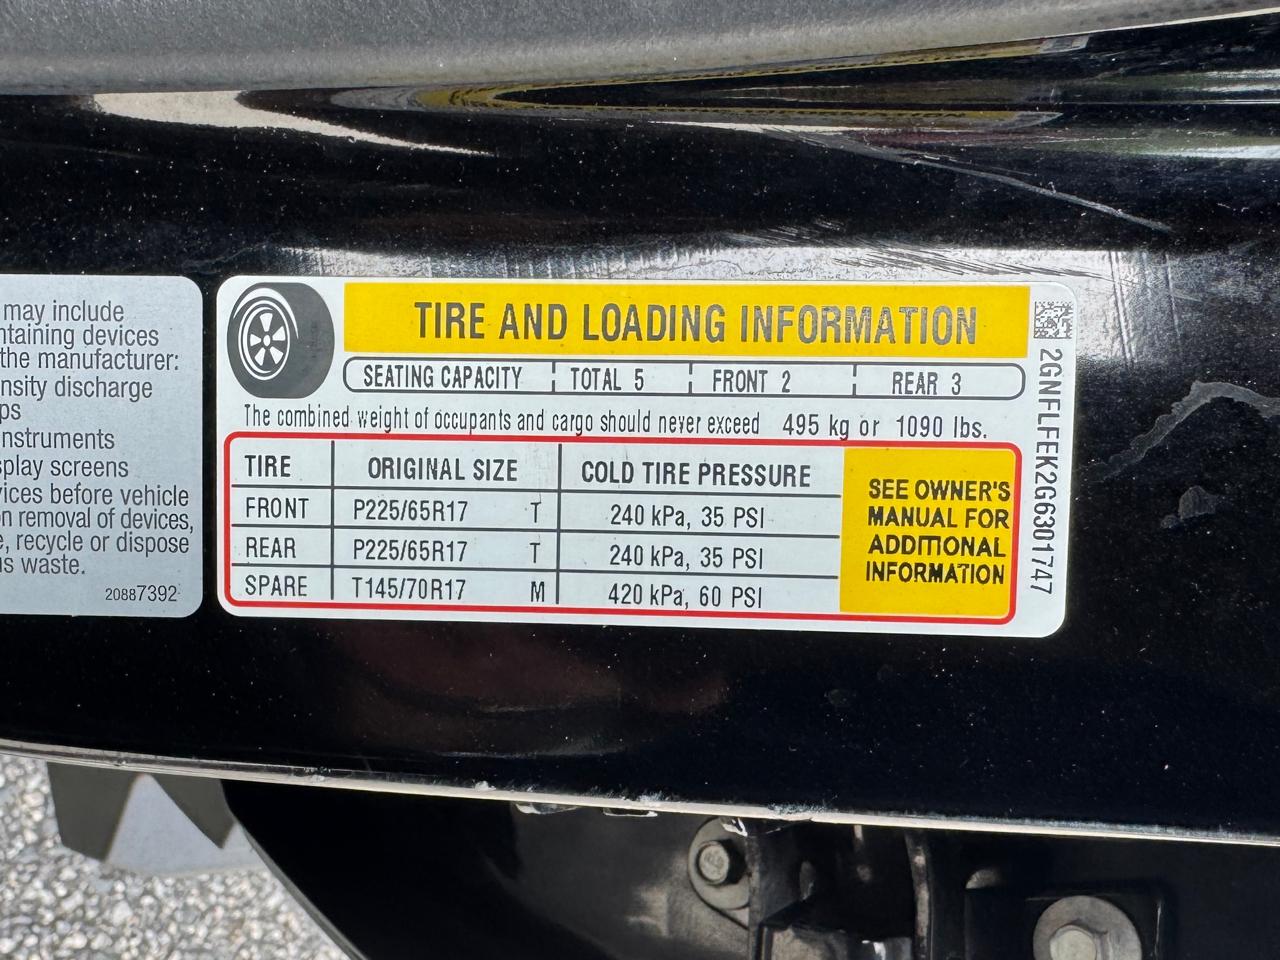 may include
ntaining devices
the manufacturer:
nsity discharge
ps
nstruments
splay screens
vices before vehicle
on removal of devices,
e, recycle or dispose
us waste.
20887392
TIRE AND LOADING INFORMATION
SEATING CAPACITY TOTAL 5 FRONT 2 REAR 3
The combined weight of occupants and cargo should never exceed 495 kg or 1090 lbs.
TIRE ORIGINAL SIZE COLD TIRE PRESSURE
FRONT P225/65R17 T 240 kPa, 35 PSI
REAR P225/65R17 T 240 kPa, 35 PSI
SPARE T145/70R17 M 420 kPa, 60 PSI
SEE OWNER'S
MANUAL FOR
ADDITIONAL
INFORMATION
2GNFLFEK2G6301747